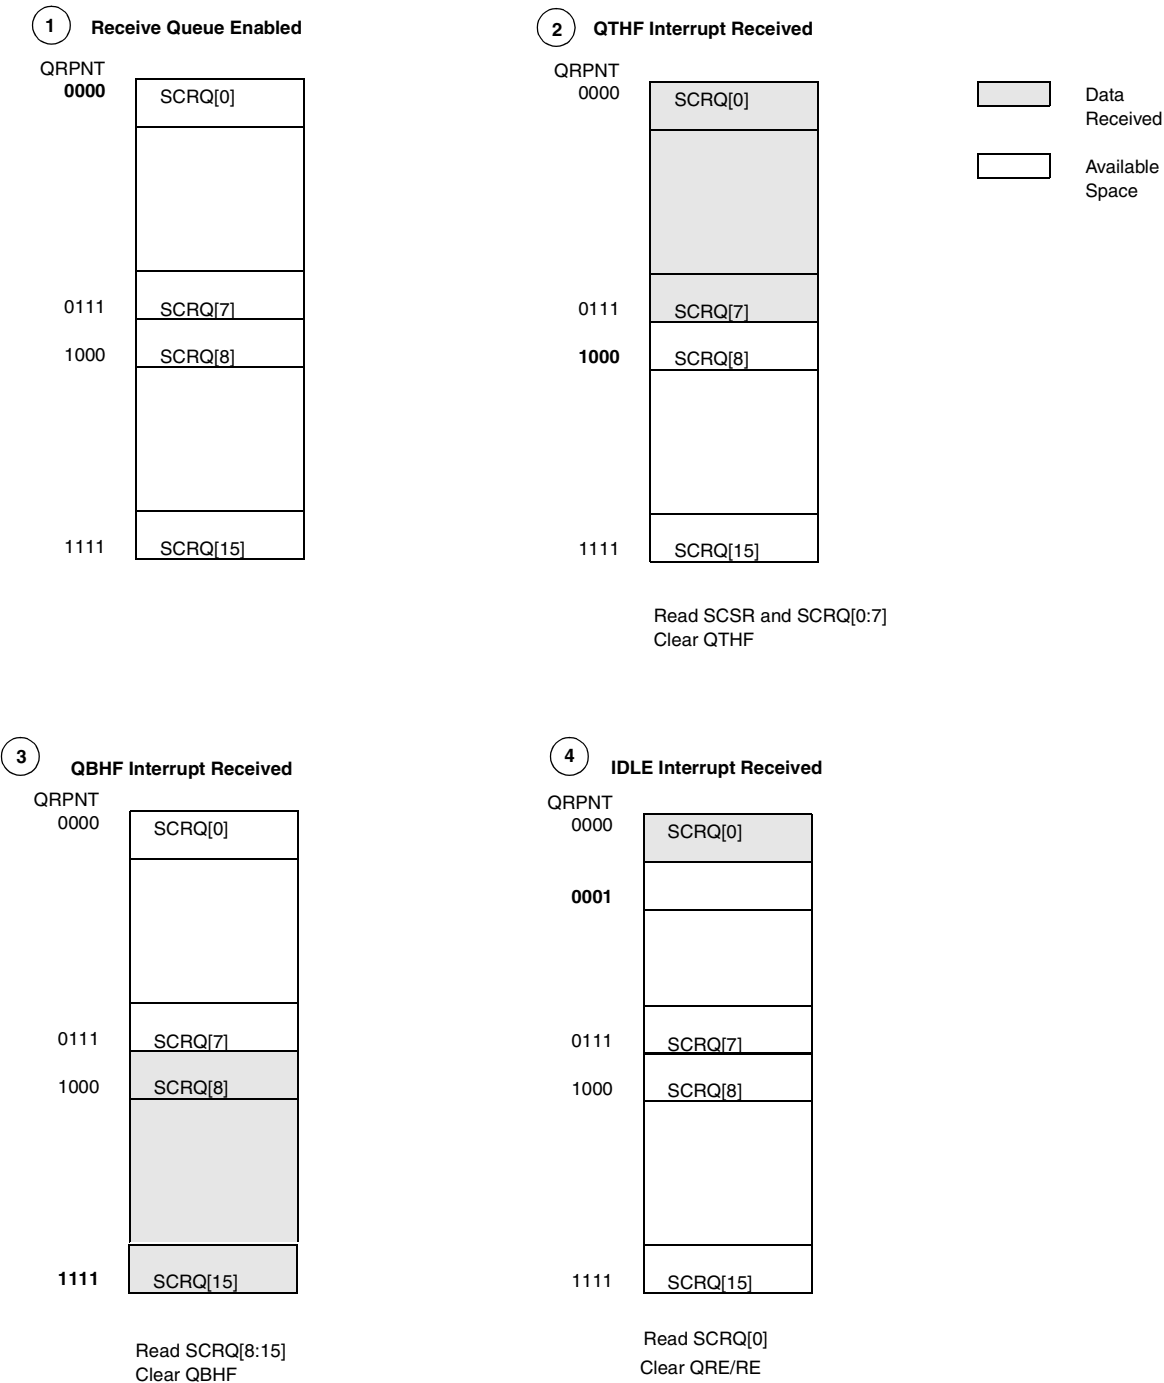 1 Receive Queue Enabled
QRPNT
0000 SCRQ[0]
0111 SCRQ[7]
1000 SCRQ[8]
1111 SCRQ[15]
2 QTHF Interrupt Received
QRPNT
0000 SCRQ[0]
0111 SCRQ[7]
1000 SCRQ[8]
1111 SCRQ[15]
Read SCSR and SCRQ[0:7]
Clear QTHF
Data
Received
Available
Space
3 QBHF Interrupt Received
QRPNT
0000 SCRQ[0]
0111 SCRQ[7]
1000 SCRQ[8]
1111 SCRQ[15]
Read SCRQ[8:15]
Clear QBHF
4 IDLE Interrupt Received
QRPNT
0000 SCRQ[0]
0001
0111 SCRQ[7]
1000 SCRQ[8]
1111 SCRQ[15]
Read SCRQ[0]
Clear QRE/RE